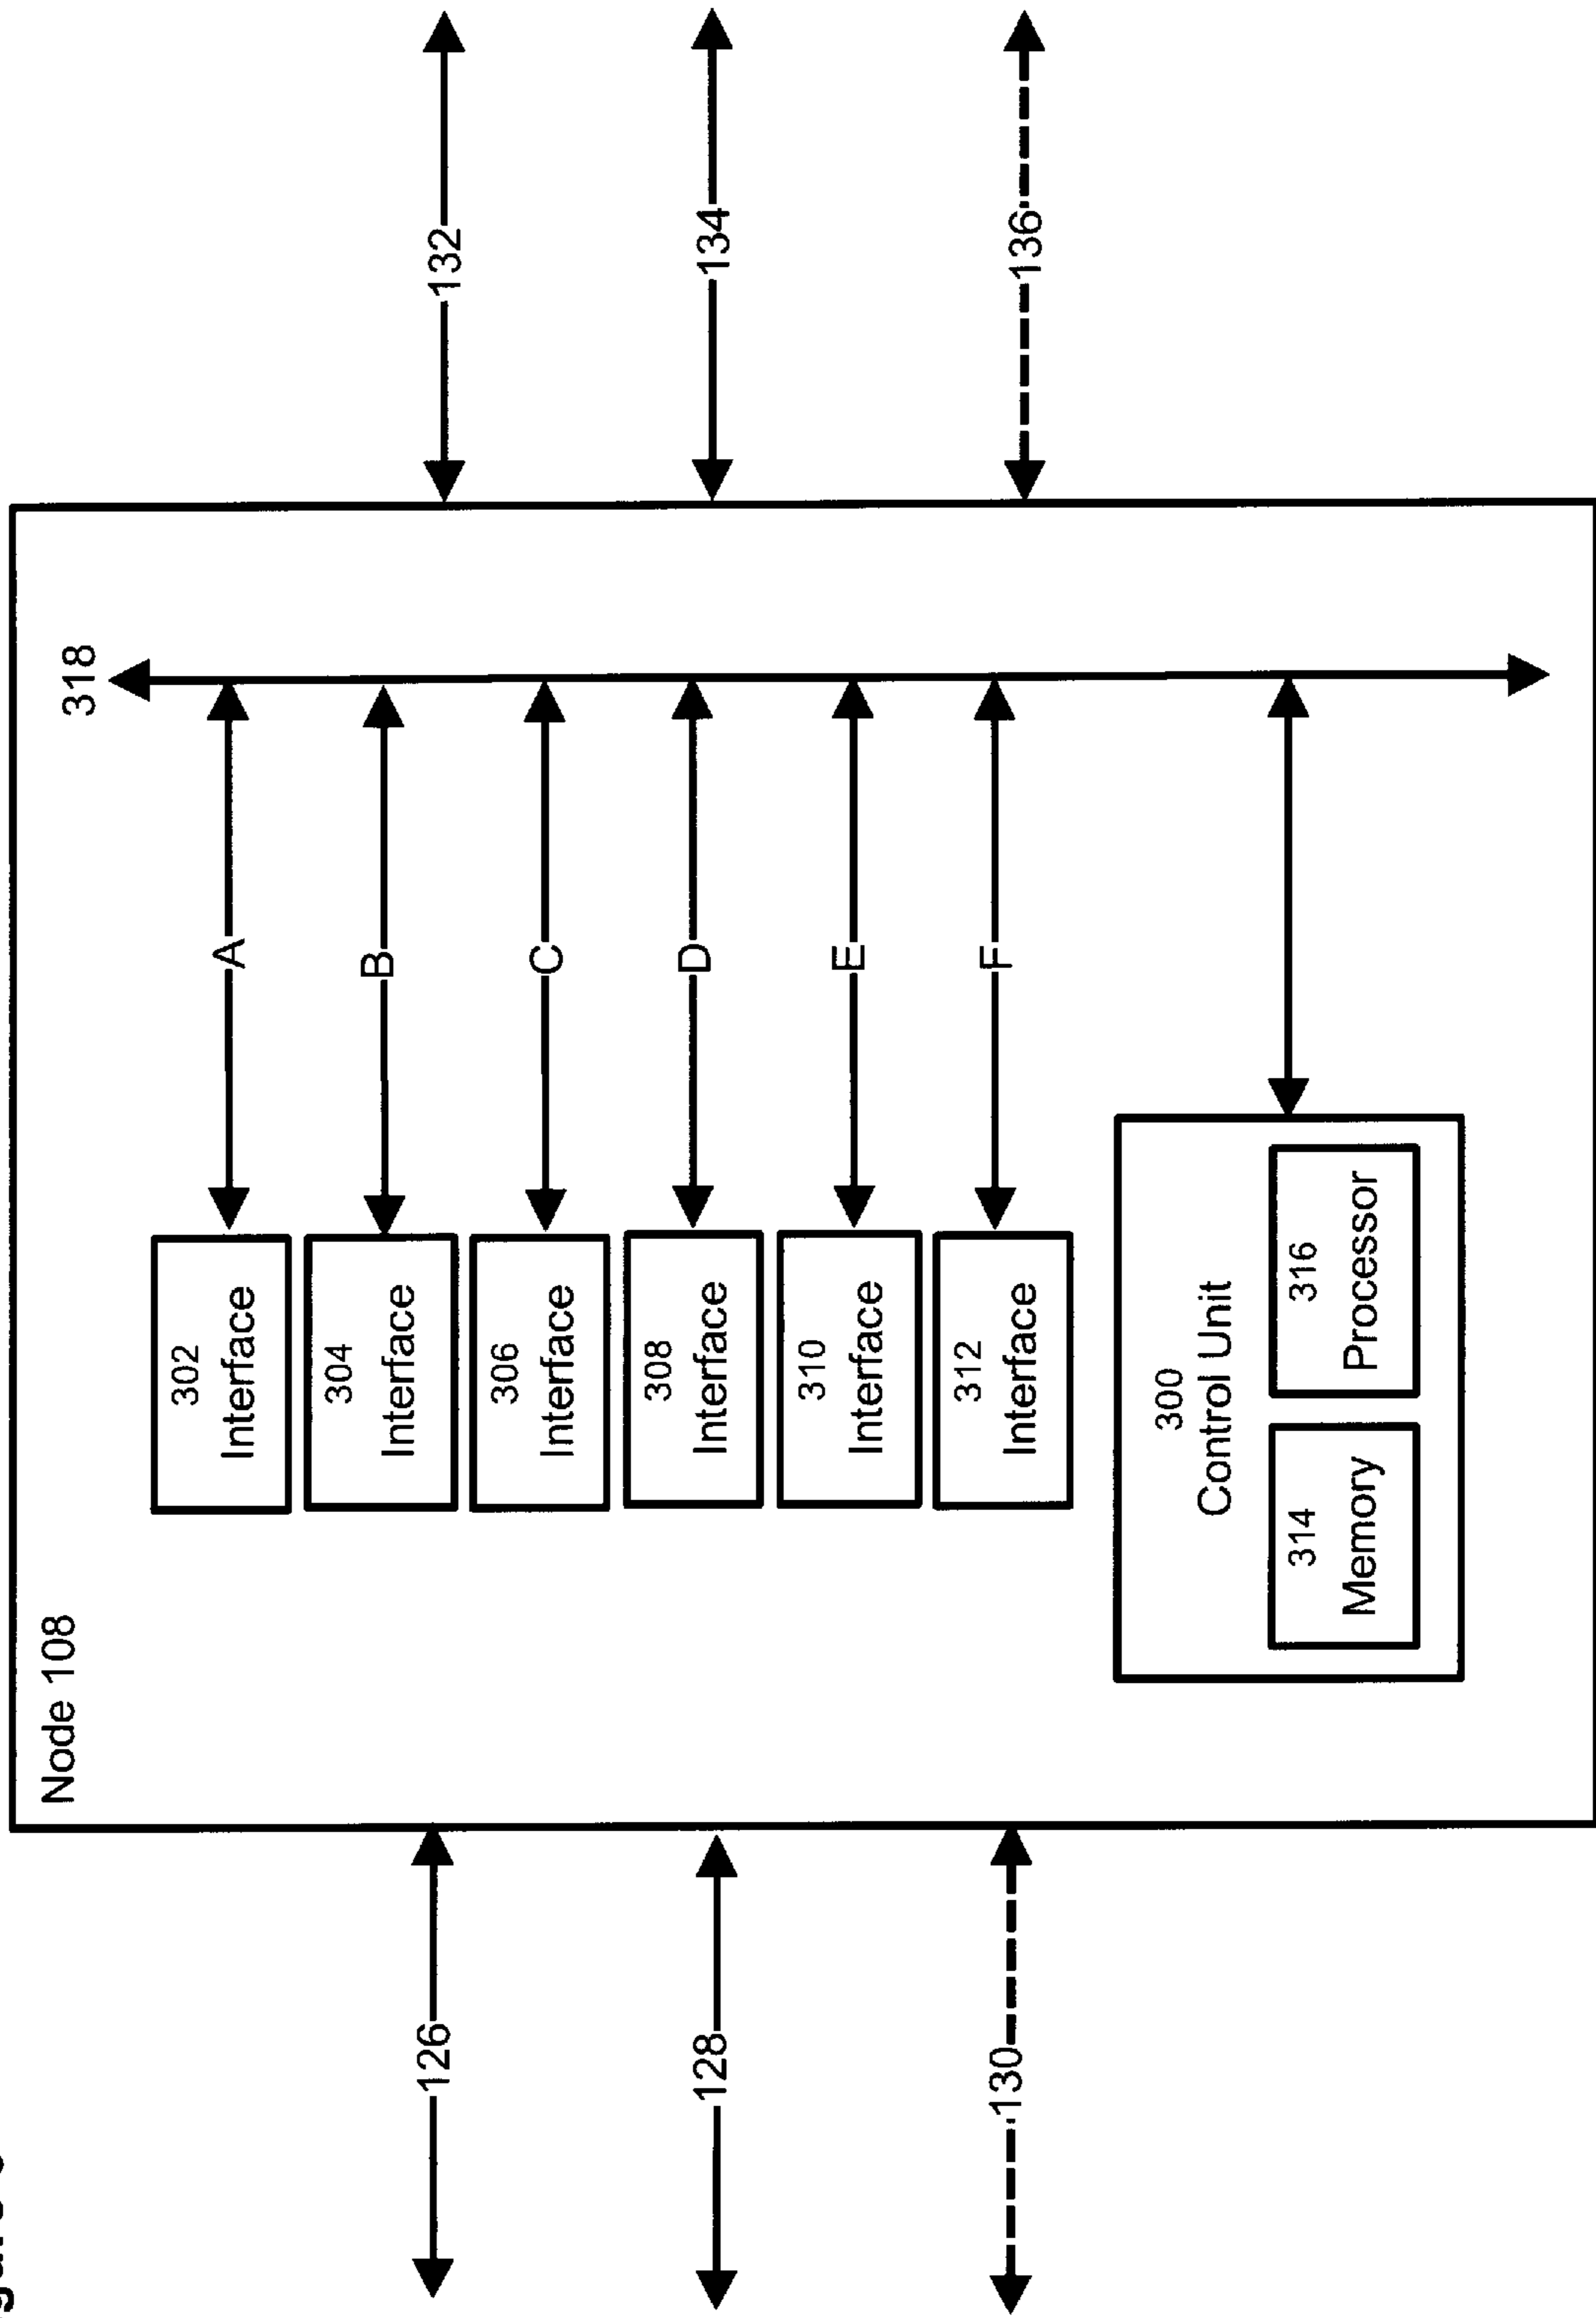 Node 108
318
302
Interface
A
304
Interface
B
126
132
306
Interface
C
308
Interface
D
128
134
310
Interface
E
312
Interface
F
130
136
300
Control Unit
314
Memory
316
Processor